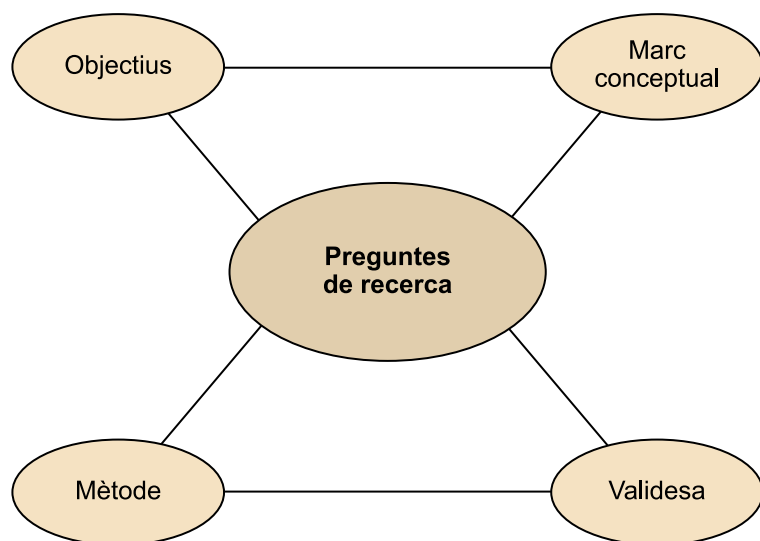 Objectius
Marc
conceptual
Preguntes
de recerca
Mètode
Validesa